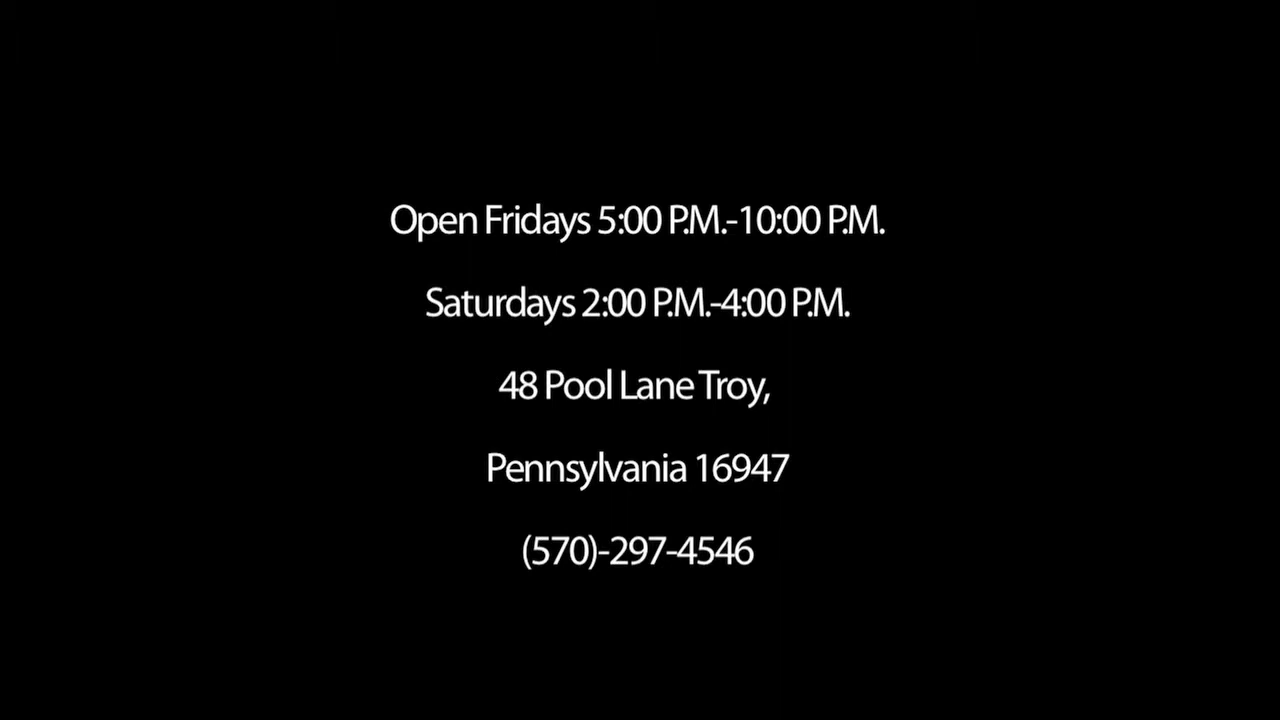 Open Fridays 5:00 P.M.-10:00 P.M.
Saturdays 2:00 P.M.-4:00 P.M.
48 Pool Lane Troy,
Pennsylvania 16947
(570)-297-4546